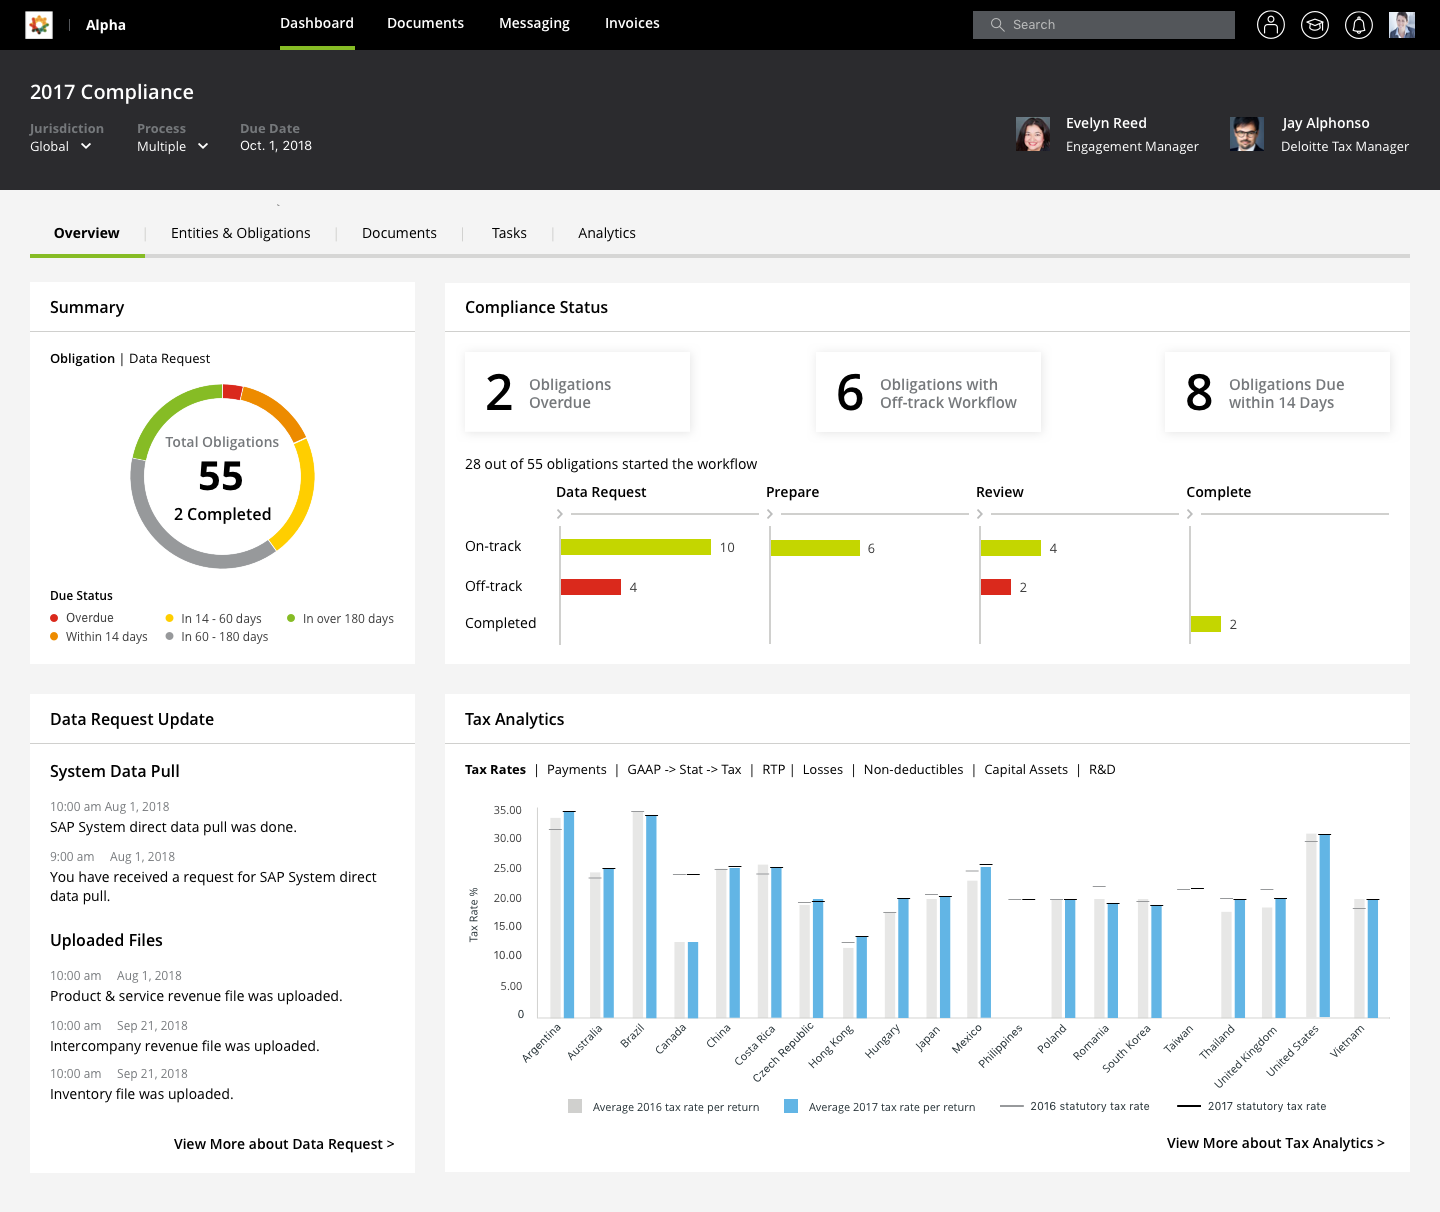 Alpha
Dashboard
Documents
Messaging
Invoices
Search
2017 Compliance
Jurisdiction
Global
Process
Multiple
Due Date
Oct. 1, 2018
Evelyn Reed
Engagement Manager
Jay Alphonso
Deloitte Tax Manager
Overview
Entities & Obligations
Documents
Tasks
Analytics
Summary
Obligation | Data Request
Total Obligations
55
2 Completed
Due Status
Overdue
In 14 - 60 days
In over 180 days
Within 14 days
In 60 - 180 days
Compliance Status
2
Obligations
Overdue
6
Obligations with
Off-track Workflow
8
Obligations Due
within 14 Days
28 out of 55 obligations started the workflow
Data Request
Prepare
Review
Complete
On-track
10
6
4
Off-track
4
2
Completed
2
Data Request Update
System Data Pull
10:00 am Aug 1, 2018
SAP System direct data pull was done.
9:00 am Aug 1, 2018
You have received a request for SAP System direct
data pull.
Uploaded Files
10:00 am Aug 1, 2018
Product & service revenue file was uploaded.
10:00 am Sep 21, 2018
Intercompany revenue file was uploaded.
10:00 am Sep 21, 2018
Inventory file was uploaded.
View More about Data Request >
Tax Analytics
Tax Rates | Payments | GAAP -> Stat -> Tax | RTP | Losses | Non-deductibles | Capital Assets | R&D
Tax Rate %
35.00
30.00
25.00
20.00
15.00
10.00
5.00
0
Argentina
Australia
Brazil
Canada
China
Costa Rica
Czech Republic
Hong Kong
Hungary
Japan
Mexico
Philippines
Poland
Romania
South Korea
Taiwan
Thailand
United Kingdom
United States
Vietnam
Average 2016 tax rate per return
Average 2017 tax rate per return
2016 statutory tax rate
2017 statutory tax rate
View More about Tax Analytics >